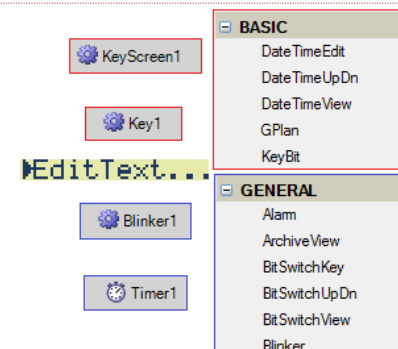 KeyScreen1
Key1
EditText...
Blinker1
Timer1
BASIC
DateTimeEdit
DateTimeUpDn
DateTimeView
GPlan
KeyBit
GENERAL
Alarm
ArchiveView
BitSwitchKey
BitSwitchUpDn
BitSwitchView
Blinker